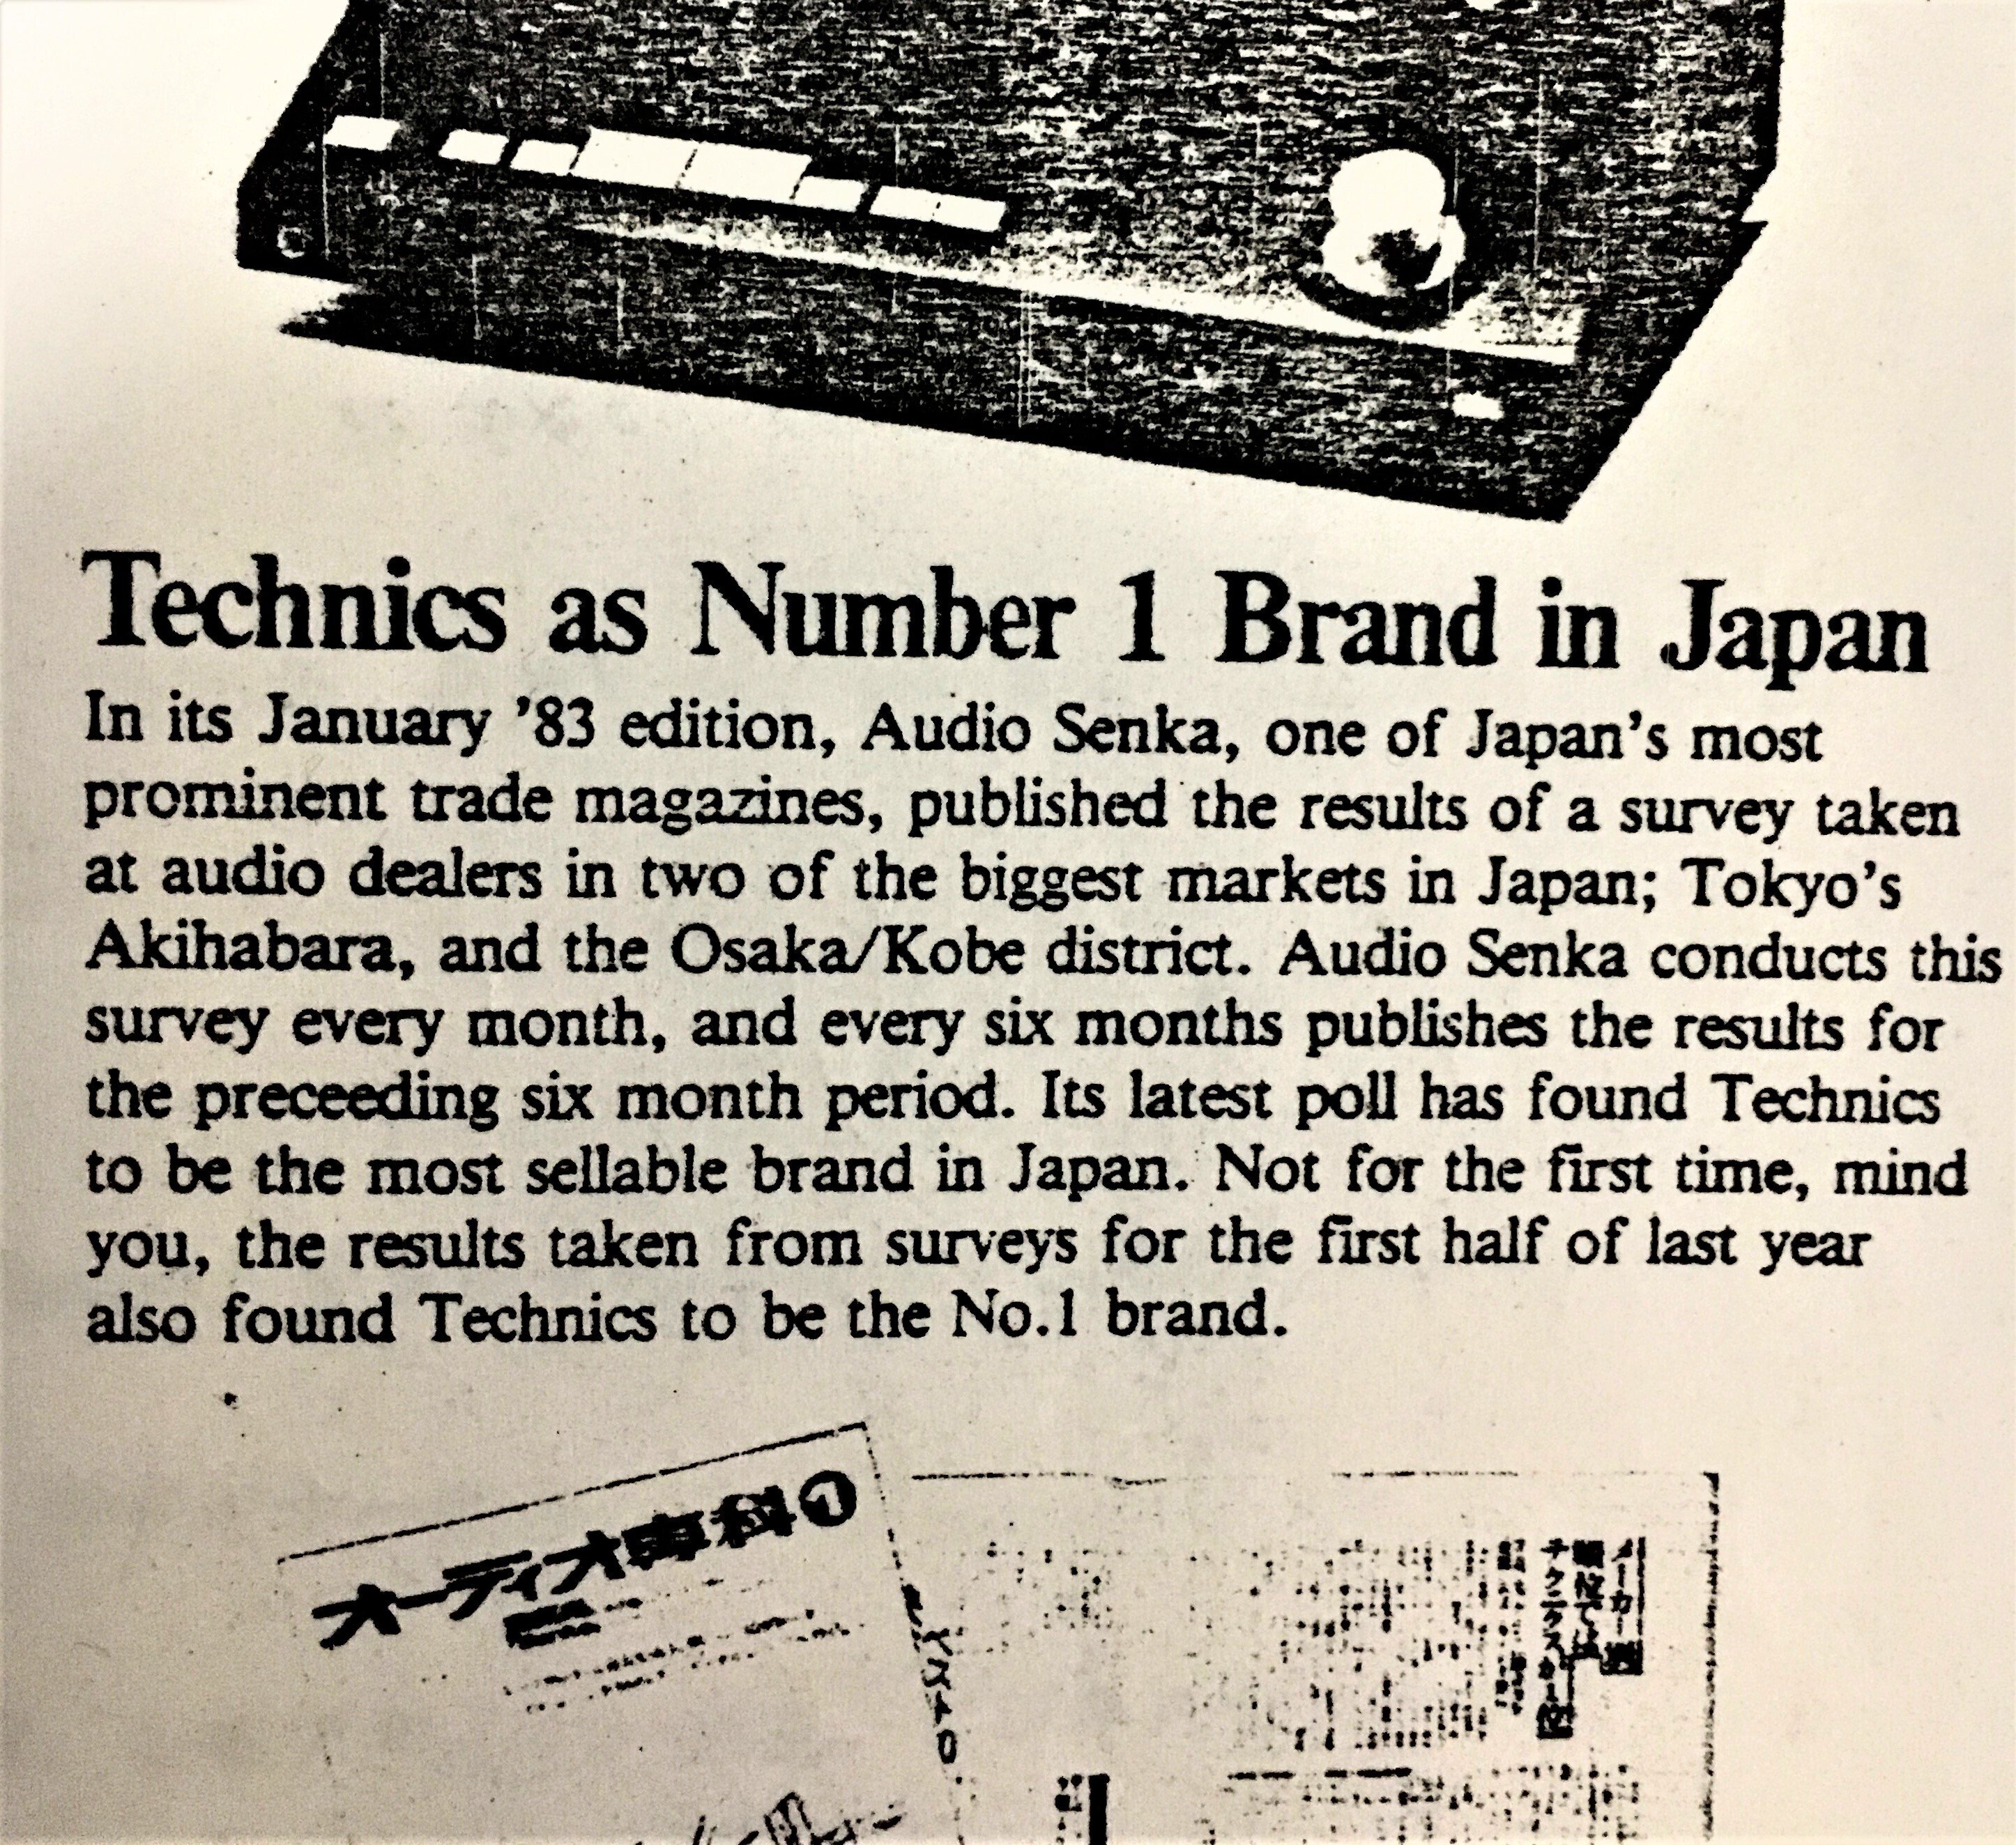 Technics as Number 1 Brand in Japan
In its January '83 edition, Audio Senka, one of Japan's most
prominent trade magazines, published the results of a survey taken
at audio dealers in two of the biggest markets in Japan; Tokyo's
Akihabara, and the Osaka/Kobe district. Audio Senka conducts this
survey every month, and every six months publishes the results for
the preceeding six month period. Its latest poll has found Technics
to be the most sellable brand in Japan. Not for the first time, mind
you, the results taken from surveys for the first half of last year
also found Technics to be the No.1 brand.
オーディオ専科①